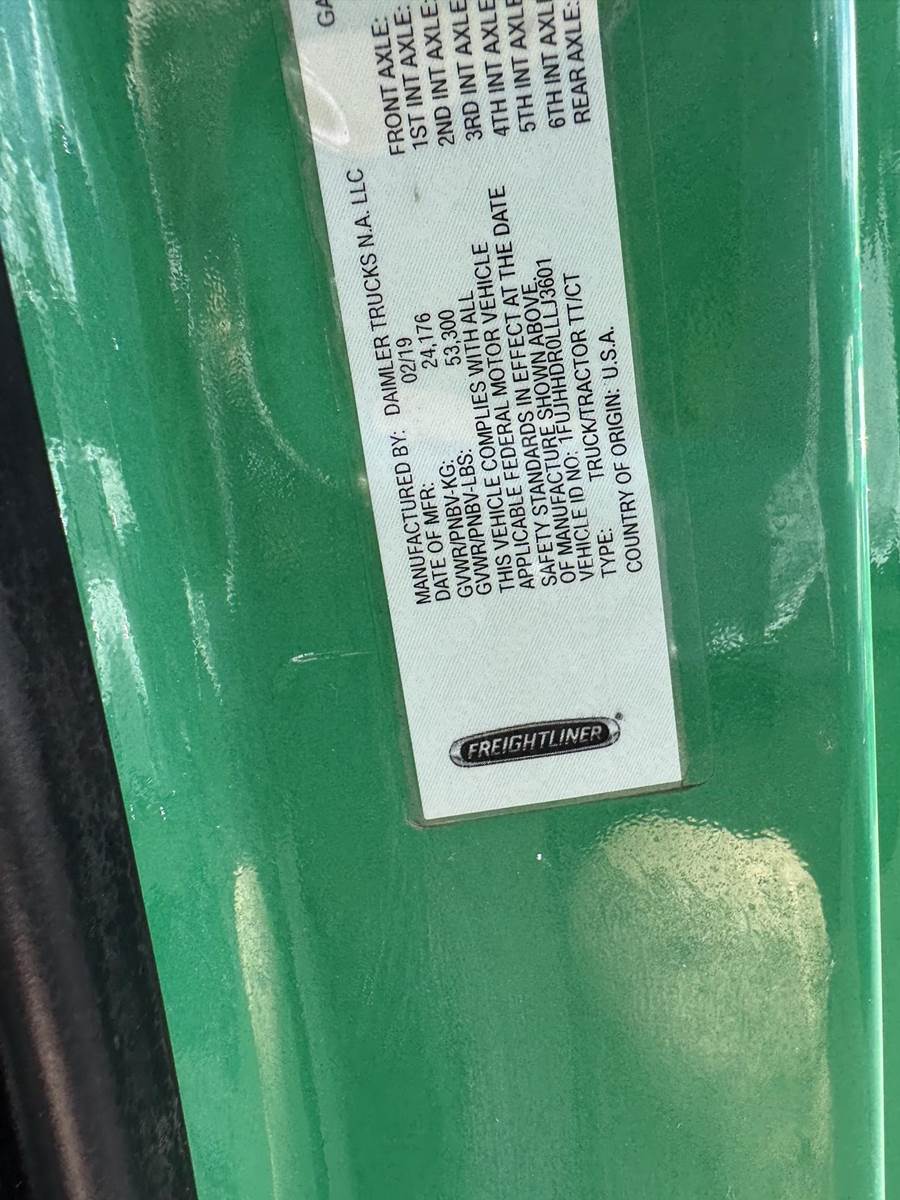 FREIGHTLINER®
MANUFACTURED BY: DAIMLER TRUCKS N.A. LLC
DATE OF MFR: 02/19
GVWR/PNBV-KG: 24,176
GVWR/PNBV-LBS: 53,300
THIS VEHICLE COMPLIES WITH ALL
APPLICABLE FEDERAL MOTOR VEHICLE
SAFETY STANDARDS IN EFFECT AT THE DATE
OF MANUFACTURE SHOWN ABOVE.
VEHICLE ID NO: 1FUJHHDR0LLLJ3601
TYPE: TRUCK/TRACTOR TT/CT
COUNTRY OF ORIGIN: U.S.A.
GA
FRONT AXLE:
1ST INT AXLE:
2ND INT AXLE:
3RD INT AXLE
4TH INT AXLE
5TH INT AXLE
6TH INT AXLE
REAR AXLE: